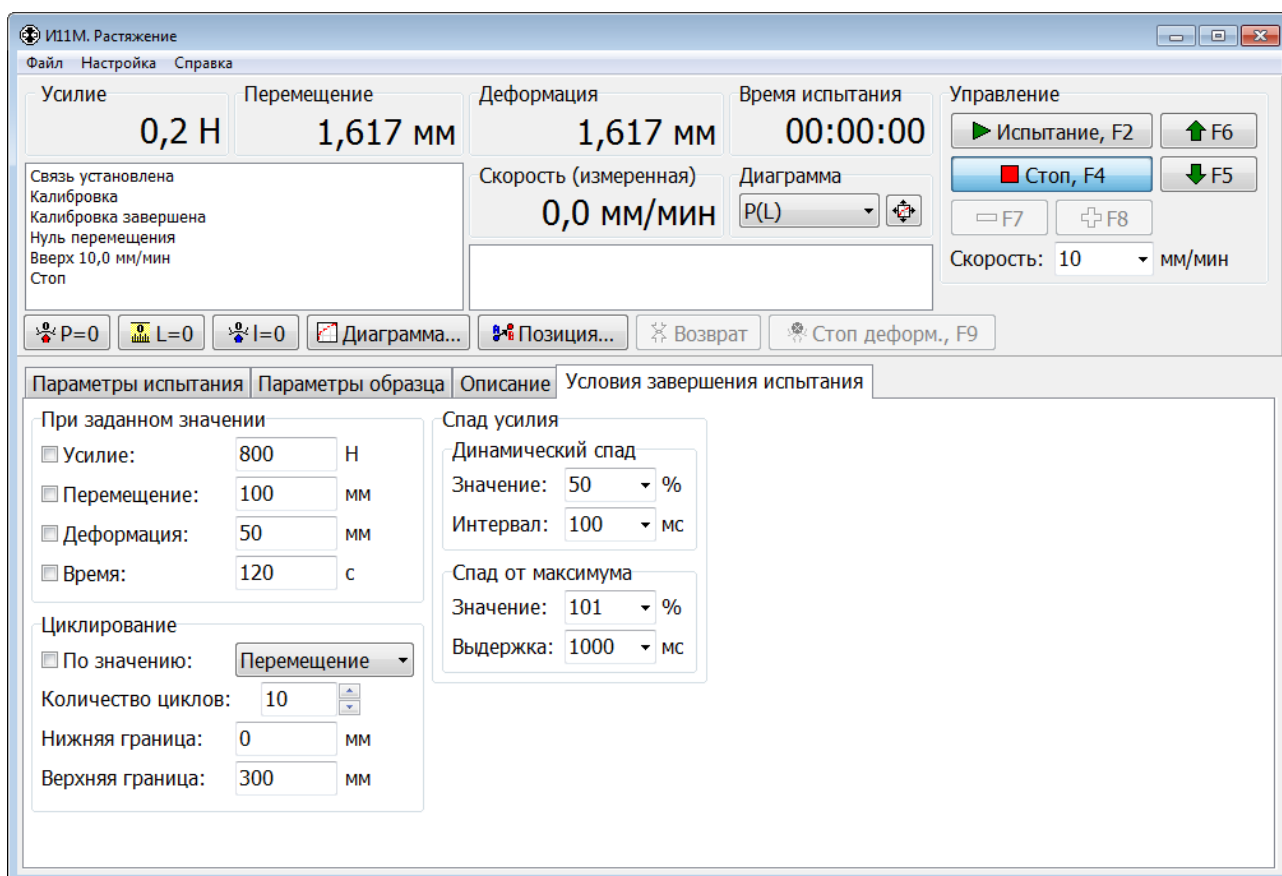 И11М. Растяжение
Файл Настройка Справка
Усилие Перемещение Деформация Время испытания Управление
0,2 Н 1,617 мм 1,617 мм 00:00:00
Испытание, F2 F6
Связь установлена
Калибровка
Калибровка завершена
Нуль перемещения
Вверх 10,0 мм/мин
Стоп
Скорость (измеренная) Диаграмма
0,0 мм/мин P(L)
Стоп, F4 F5
F7 F8
Скорость: 10 мм/мин
0 P=0 0 L=0 0 l=0 Диаграмма... Позиция... Возврат Стоп деформ., F9
Параметры испытания Параметры образца Описание Условия завершения испытания
При заданном значении
Усилие: 800 Н
Перемещение: 100 мм
Деформация: 50 мм
Время: 120 с
Циклирование
По значению: Перемещение
Количество циклов: 10
Нижняя граница: 0 мм
Верхняя граница: 300 мм
Спад усилия
Динамический спад
Значение: 50 %
Интервал: 100 мс
Спад от максимума
Значение: 101 %
Выдержка: 1000 мс